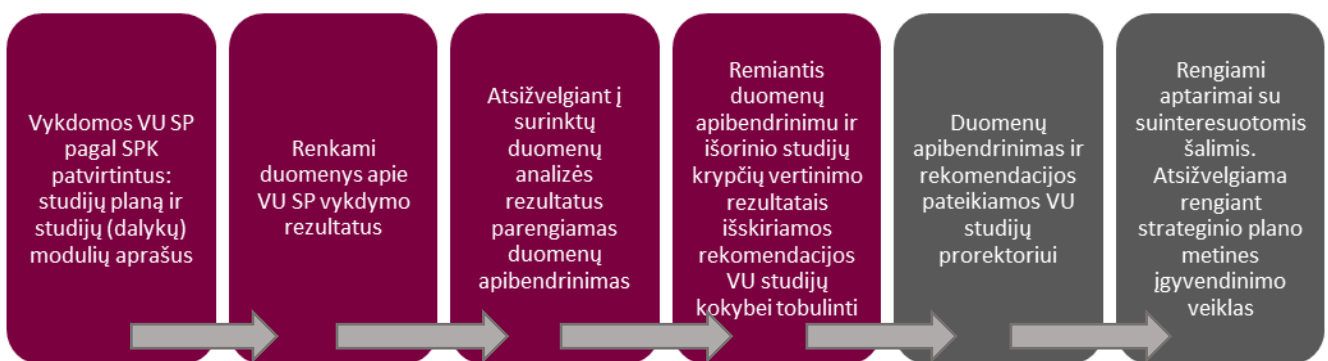 Vykdomos VU SP
pagal SPK
patvirtintus:
studijų planą ir
studijų (dalykų)
modulių aprašus
Renkami
duomenys apie
VU SP vykdymo
rezultatus
Atsižvelgiant į
surinktų
duomenų
analizės
rezultatus
parengiamas
duomenų
apibendrinimas
Remiantis
duomenų
apibendrinimu ir
išorinio studijų
krypčių vertinimo
rezultatais
išskiriamos
rekomendacijos
VU studijų
kokybei tobulinti
Duomenų
apibendrinimas ir
rekomendacijos
pateikiamos VU
studijų
prorektoriui
Rengiami
aptarimai su
suinteresuotomis
šalimis.
Atsižvelgiama
rengiant
strateginio plano
metines
įgyvendinimo
veiklas